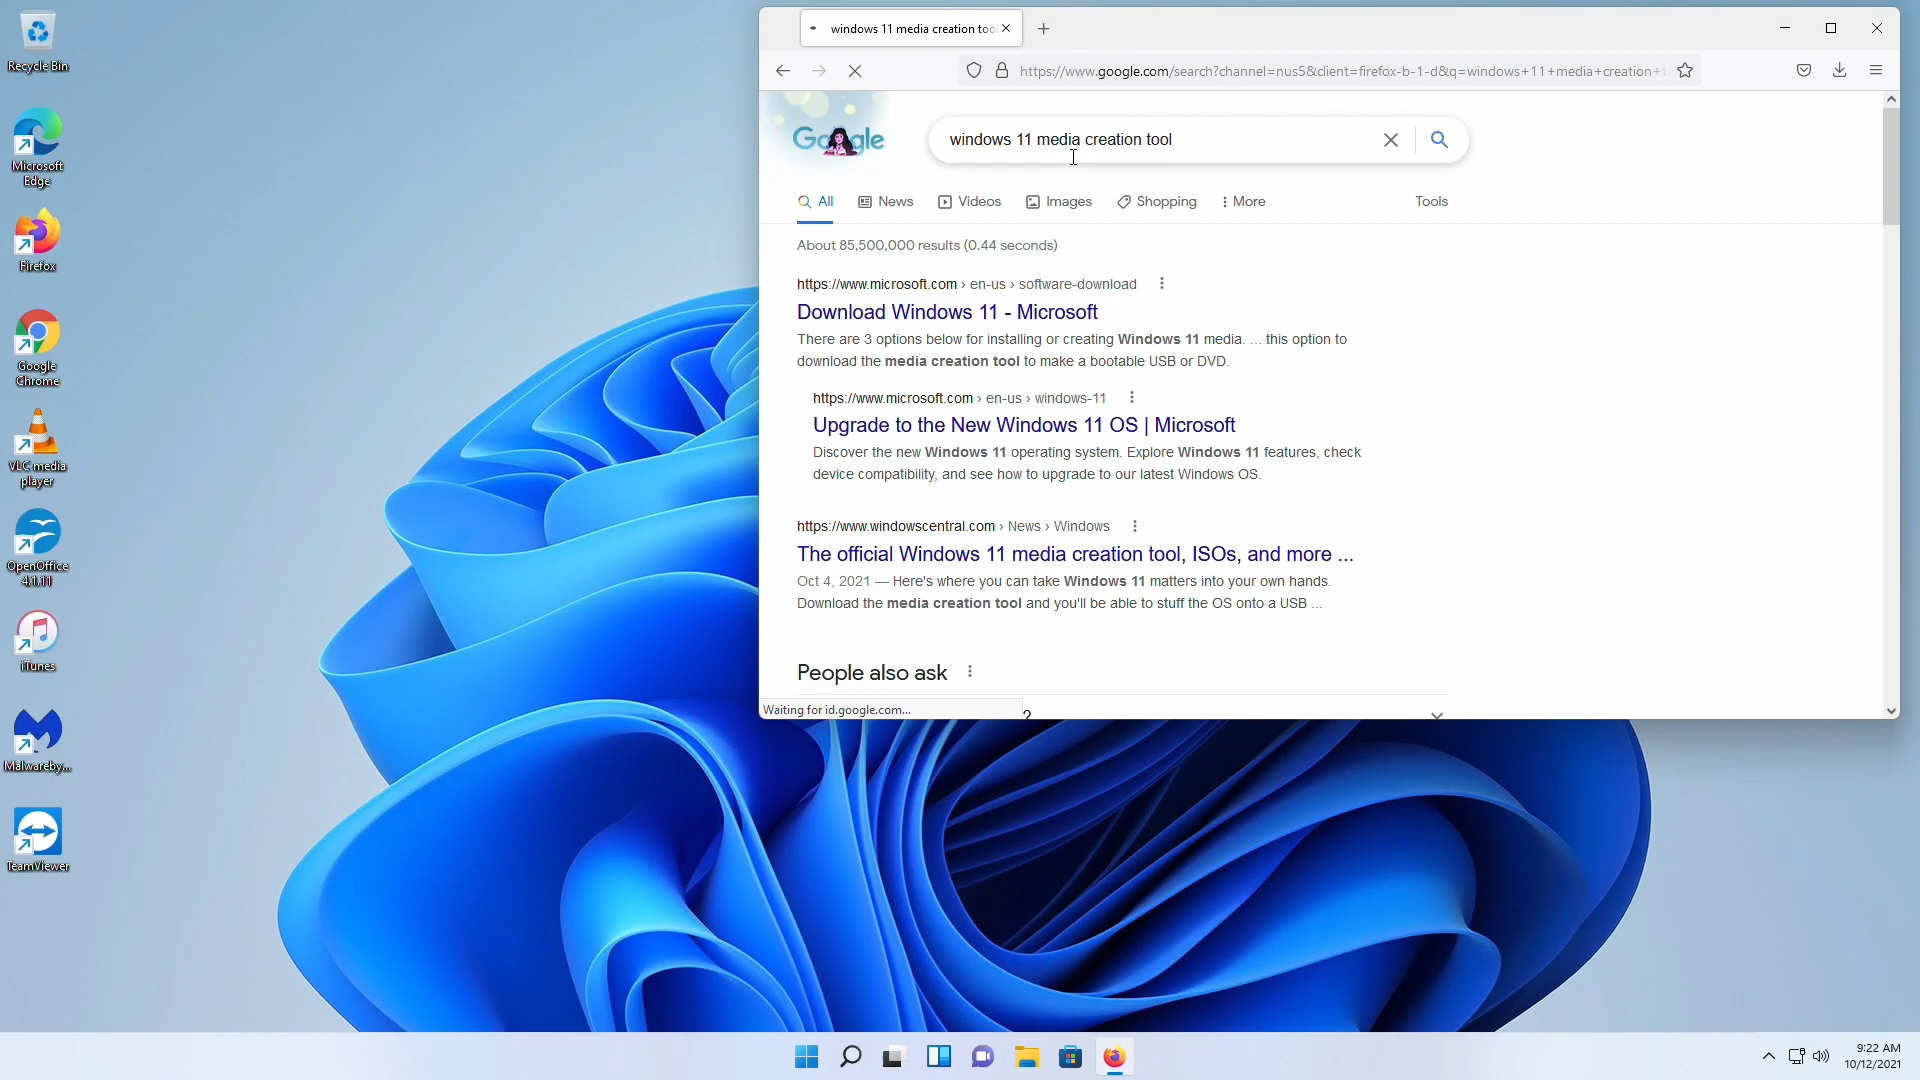 Recycle Bin
Microsoft
Edge
Firefox
Google
Chrome
VLC media
player
OpenOffice
4.1.11
iTunes
Malwareby...
TeamViewer
windows 11 media creation too
https://www.google.com/search?channel=nus5&client=firefox-b-1-d&q=windows+11+media+creation+t
Google
windows 11 media creation tool
All
News
Videos
Images
Shopping
More
Tools
About 85,500,000 results (0.44 seconds)
https://www.microsoft.com › en-us › software-download
Download Windows 11 - Microsoft
There are 3 options below for installing or creating Windows 11 media. ... this option to
download the media creation tool to make a bootable USB or DVD.
https://www.microsoft.com › en-us › windows-11
Upgrade to the New Windows 11 OS | Microsoft
Discover the new Windows 11 operating system. Explore Windows 11 features, check
device compatibility, and see how to upgrade to our latest Windows OS.
https://www.windowscentral.com › News › Windows
The official Windows 11 media creation tool, ISOs, and more ...
Oct 4, 2021 — Here's where you can take Windows 11 matters into your own hands.
Download the media creation tool and you'll be able to stuff the OS onto a USB ...
People also ask
Waiting for id.google.com...
?
9:22 AM
10/12/2021